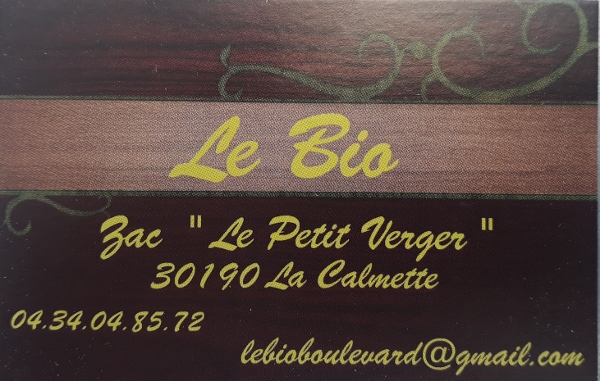 Le Bio
Zac "Le Petit Verger"
30190 La Calmette
04.34.04.85.72
lebioboulevard@gmail.com